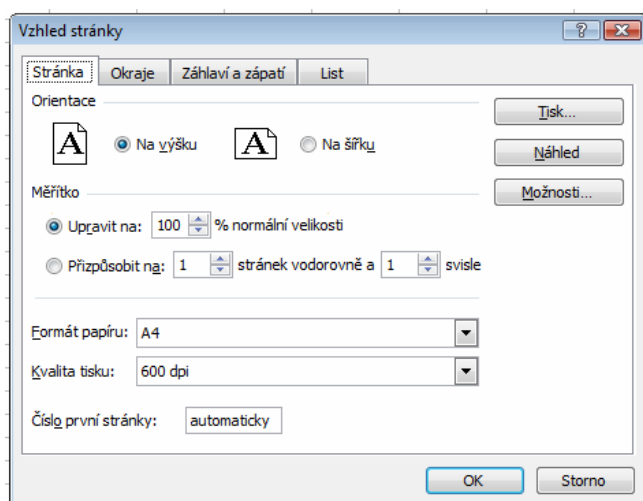 Vzhled stránky
Stránka Okraje Záhlaví a zápatí List
Orientace
A Na výšku A Na šířku
Měřítko
Upravit na: 100 % normální velikosti
Přizpůsobit na: 1 stránek vodorovně a 1 svisle
Formát papíru: A4
Kvalita tisku: 600 dpi
Číslo první stránky: automaticky
Tisk...
Náhled
Možnosti...
OK Storno